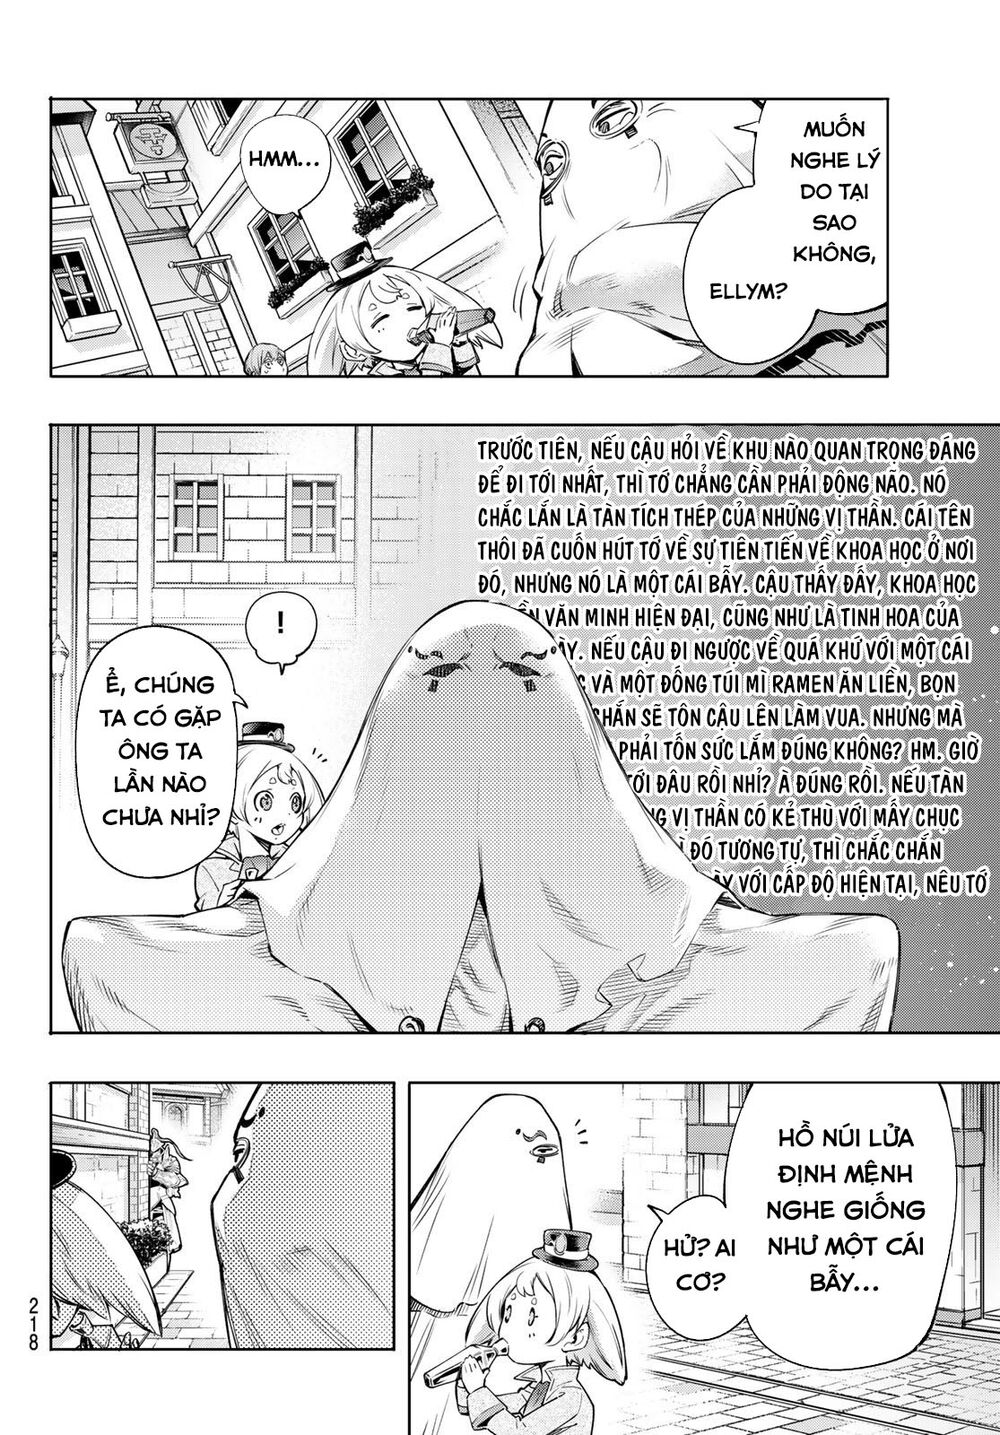 MUỐN
NGHE LÝ
DO TẠI
SAO
KHÔNG,
ELLYM?
HMM...
TRƯỚC TIÊN, NẾU CẬU HỎI VỀ KHU NÀO QUAN TRỌNG ĐÁNG
ĐỂ ĐI TỚI NHẤT, THÌ TỚ CHẲNG CẦN PHẢI ĐỘNG NÃO. NÓ
CHẮC LẮN LÀ TÀN TÍCH THÉP CỦA NHỮNG VỊ THẦN. CÁI TÊN
THÔI ĐÃ CUỐN HÚT TỚ VỀ SỰ TIÊN TIẾN VỀ KHOA HỌC Ở NƠI
ĐÓ, NHƯNG NÓ LÀ MỘT CÁI BẪY. CẬU THẤY ĐẤY, KHOA HỌC
VĂN MINH HIỆN ĐẠI, CŨNG NHƯ LÀ TINH HOA CỦA
NẾU CẬU ĐI NGƯỢC VỀ QUÁ KHỨ VỚI MỘT CÁI
VÀ MỘT ĐỐNG TÚI MÌ RAMEN ĂN LIỀN, BỌN
SẼ TÔN CẬU LÊN LÀM VUA. NHƯNG MÀ
PHẢI TỐN SỨC LẮM ĐÚNG KHÔNG? HM. GIỜ
ĐÂU RỒI NHỈ? À ĐÚNG RỒI. NẾU TÀN
VỊ THẦN CÓ KẺ THÙ VỚI MẤY CHỤC
ĐÓ TƯƠNG TỰ, THÌ CHẮC CHẮN
VỚI CẤP ĐỘ HIỆN TẠI, NÊU TỚ
!
Ể, CHÚNG
TA CÓ GẶP
ÔNG TA
LẦN NÀO
CHƯA NHỈ?
HỒ NÚI LỬA
ĐỊNH MỆNH
NGHE GIỐNG
NHƯ MỘT CÁI
BẪY...
HỬ? AI
CƠ?
218